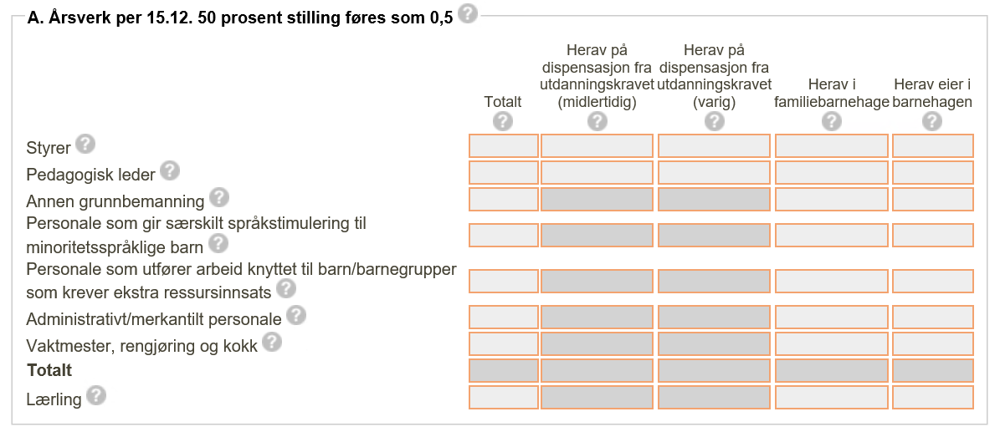 A. Årsverk per 15.12. 50 prosent stilling føres som 0,5 ?
Totalt ?
Herav på
dispensasjon fra
utdanningskravet
(midlertidig) ?
Herav på
dispensasjon fra
utdanningskravet
(varig) ?
Herav i
familiebarnehage ?
Herav eier i
barnehagen ?
Styrer ?
Pedagogisk leder ?
Annen grunnbemanning ?
Personale som gir særskilt språkstimulering til
minoritetsspråklige barn ?
Personale som utfører arbeid knyttet til barn/barnegrupper
som krever ekstra ressursinnsats ?
Administrativt/merkantilt personale ?
Vaktmester, rengjøring og kokk ?
Totalt
Lærling ?